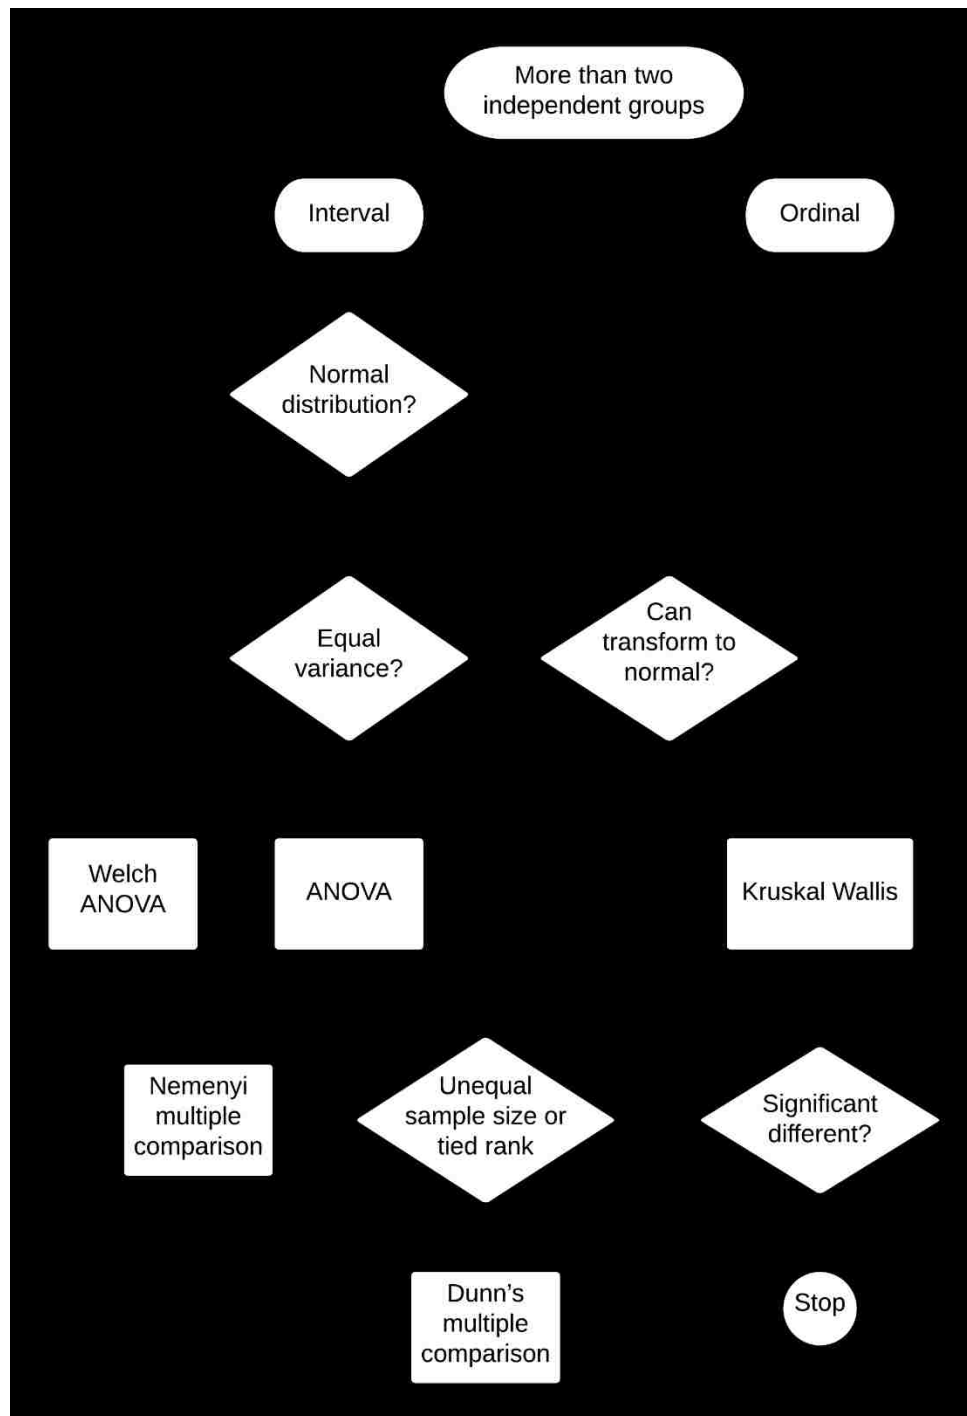 More than two
independent groups
Interval
Ordinal
Normal
distribution?
Equal
variance?
Can
transform to
normal?
Welch
ANOVA
ANOVA
Kruskal Wallis
Nemenyi
multiple
comparison
Unequal
sample size or
tied rank
Significant
different?
Dunn's
multiple
comparison
Stop